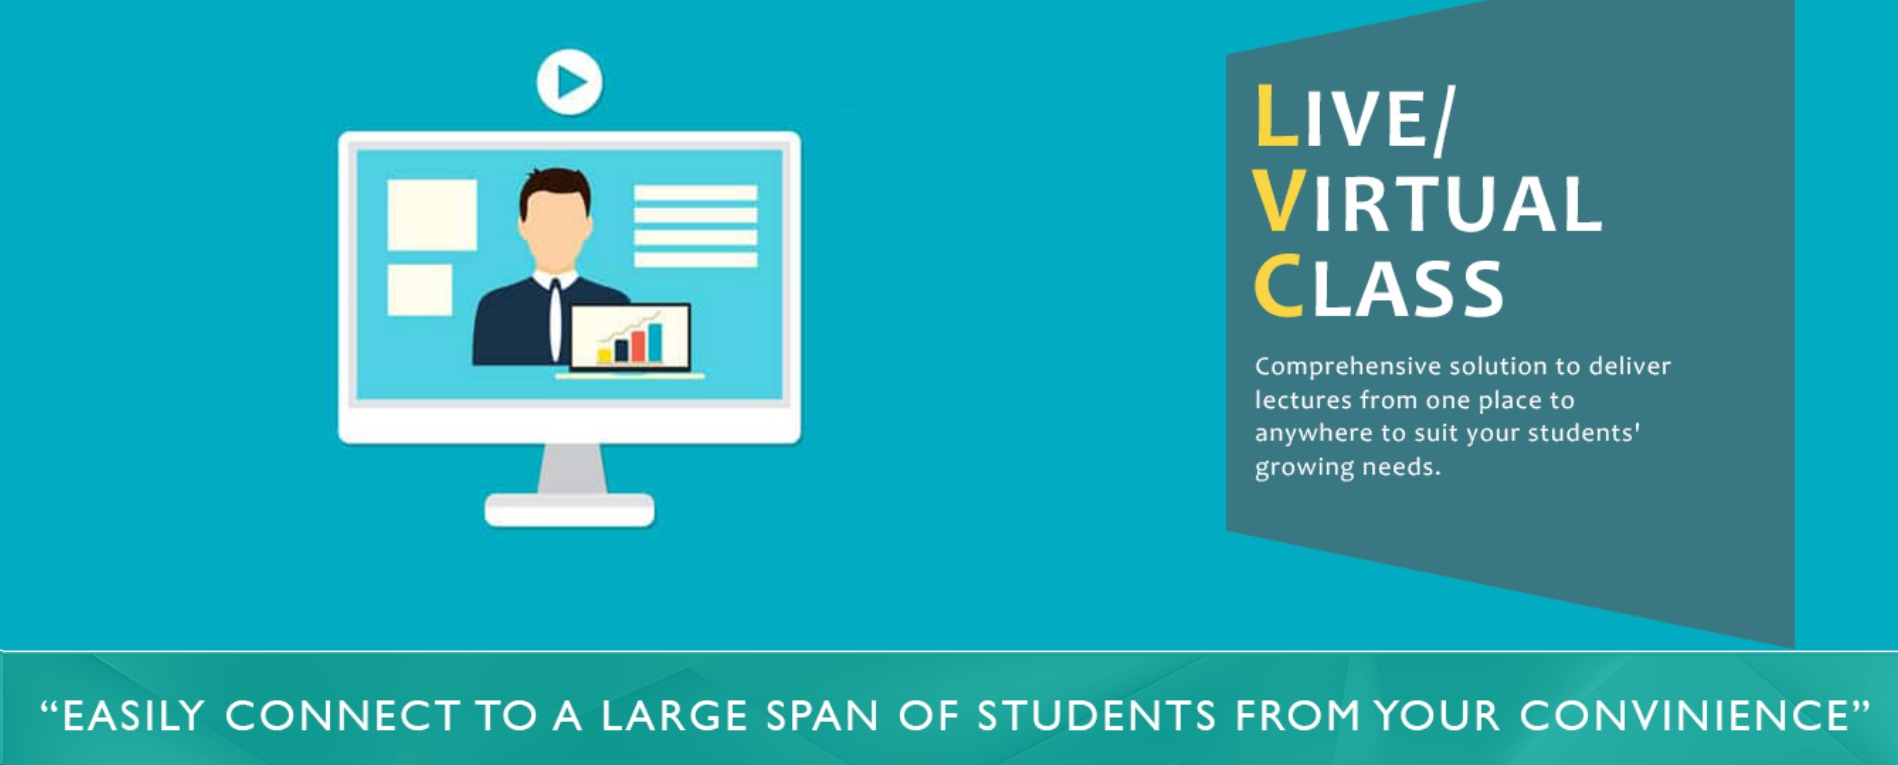 LIVE/
VIRTUAL
CLASS
Comprehensive solution to deliver
lectures from one place to
anywhere to suit your students'
growing needs.
“EASILY CONNECT TO A LARGE SPAN OF STUDENTS FROM YOUR CONVINIENCE”